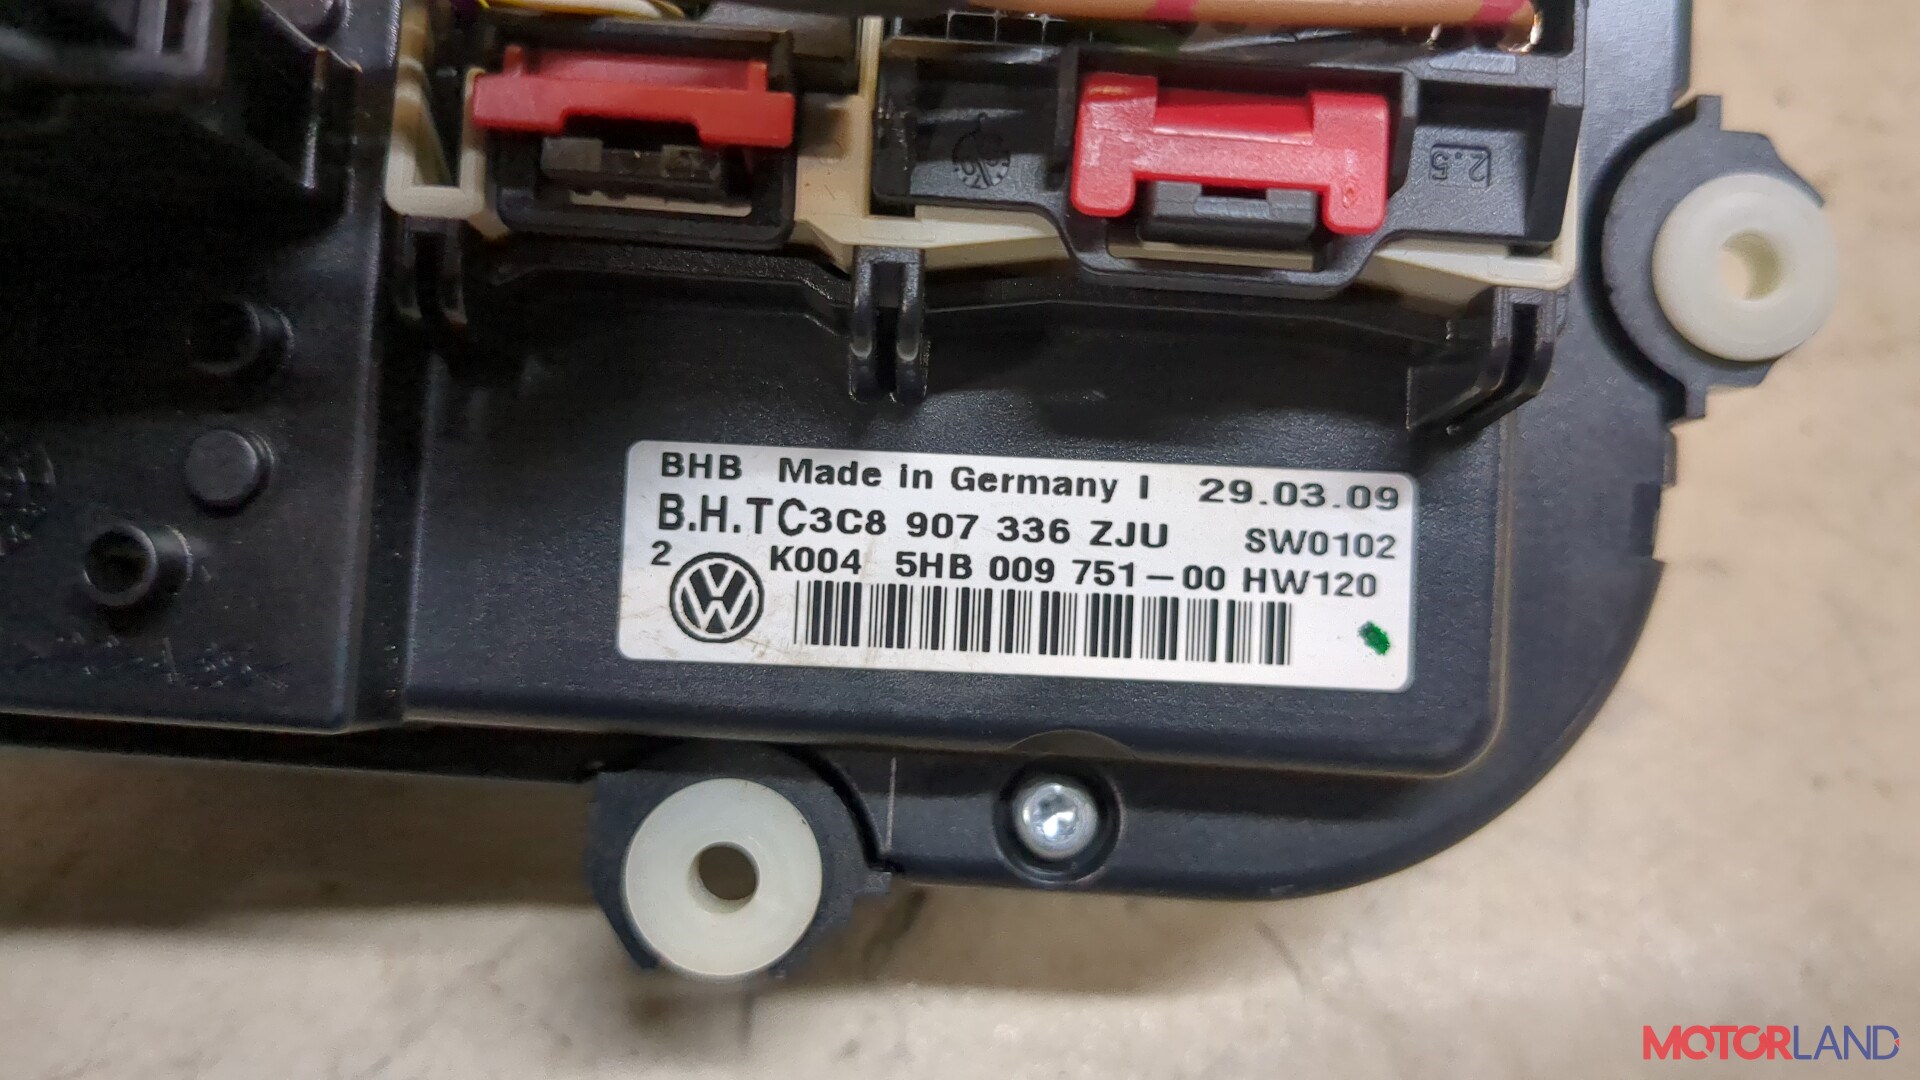 2.5
BHB Made in Germany I 29.03.09
B.H.TC3C8 907 336 ZJU SW0102
2 K004 5HB 009 751-00 HW120
MOTORLAND